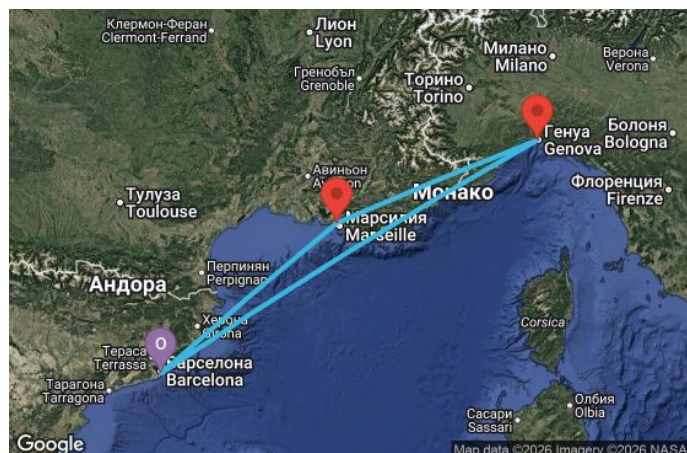 Клермон-Феран
Clermont-Ferrand
Лион
Lyon
Милано
Milano
Верона
Verona
Гренобъл
Grenoble
Торино
Torino
Генуа
Genova
Болоня
Bologna
Авиньон
Монако
Флоренция
Firenze
Тулуза
Toulouse
Марсилия
Marseille
Перпинян
Perpignan
Андора
Corsica
O
Тераса
Terrassa
Барселона
Barcelona
Тарагона
Tarragona
Олбия
Olbia
Сасари
Sassari
Google
Map data ©2026 Imagery ©2026 NASA